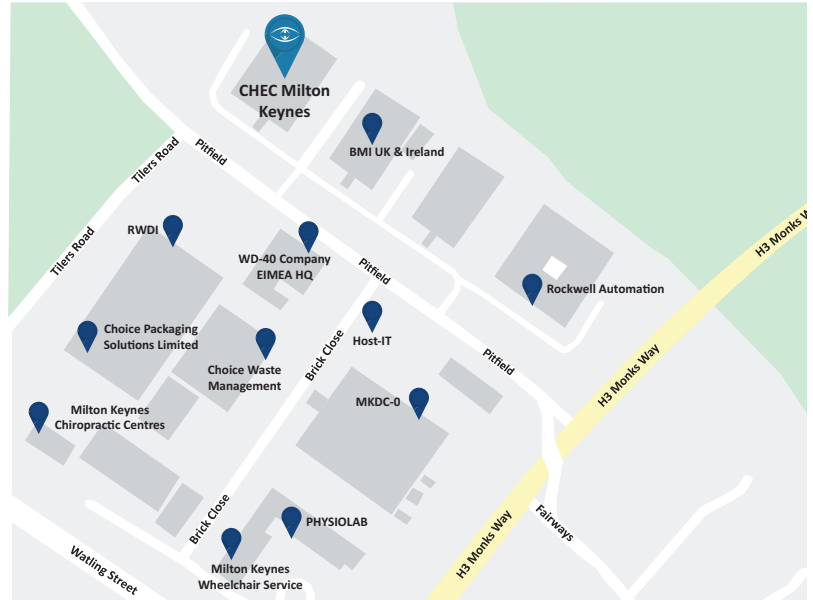 CHEC Milton
Keynes
BMI UK & Ireland
Tilers Road
Pitfield
RWDI
Tilers Road
WD-40 Company
EIMEA HQ
Pitfield
H3 Monks W
Rockwell Automation
Choice Packaging
Solutions Limited
Host-IT
Brick Close
Choice Waste
Management
Pitfield
H3 Monks Way
MKDC-0
Milton Keynes
Chiropractic Centres
Brick Close
PHYSIOLAB
Fairways
H3 Monks Way
Watling Street
Milton Keynes
Wheelchair Service